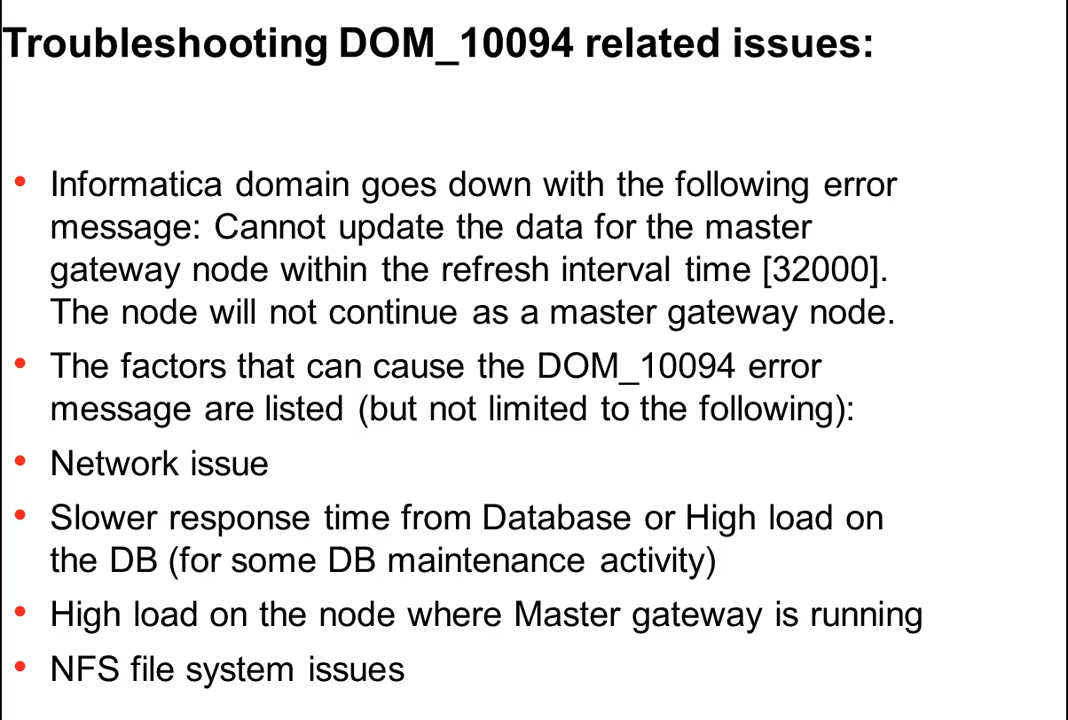 Troubleshooting DOM_10094 related issues:
• Informatica domain goes down with the following error
message: Cannot update the data for the master
gateway node within the refresh interval time [32000].
The node will not continue as a master gateway node.
• The factors that can cause the DOM_10094 error
message are listed (but not limited to the following):
• Network issue
• Slower response time from Database or High load on
the DB (for some DB maintenance activity)
• High load on the node where Master gateway is running
• NFS file system issues